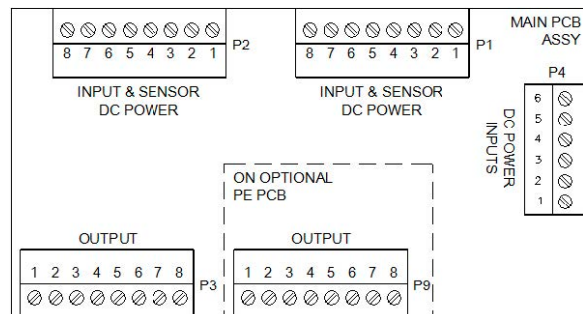 MAIN PCB
ASSY
8 7 6 5 4 3 2 1
P2
8 7 6 5 4 3 2 1
P1
INPUT & SENSOR
DC POWER
INPUT & SENSOR
DC POWER
P4
6
5
4
3
2
1
DC POWER
INPUTS
ON OPTIONAL
PE PCB
OUTPUT
1 2 3 4 5 6 7 8
P3
OUTPUT
1 2 3 4 5 6 7 8
P9